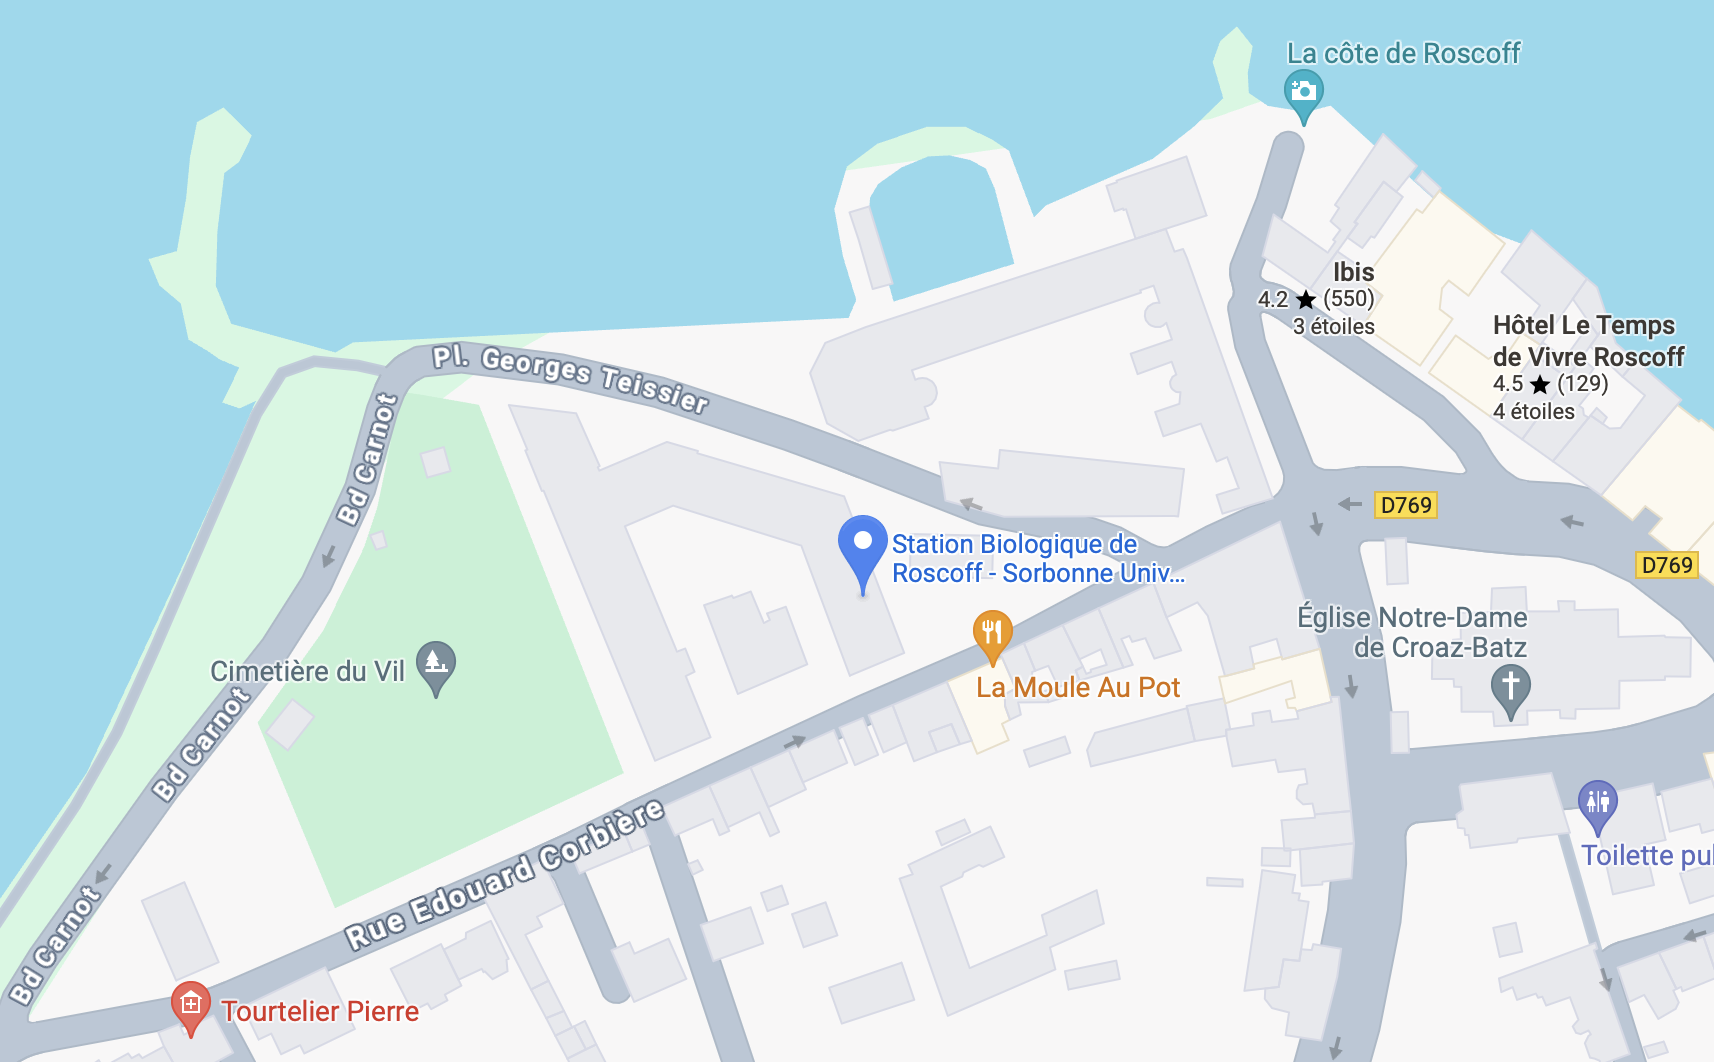 La côte de Roscoff
Ibis
4.2 ★ (550)
3 étoiles
Hôtel Le Temps
de Vivre Roscoff
4.5 ★ (129)
4 étoiles
Pl. Georges Teissier
Bd Carnot
D769
D769
Station Biologique de
Roscoff - Sorbonne Univ...
Église Notre-Dame
de Croaz-Batz
Cimetière du Vil
La Moule Au Pot
Bd Carnot
Rue Edouard Corbière
Toilette pu
Bd Carnot
Tourtelier Pierre